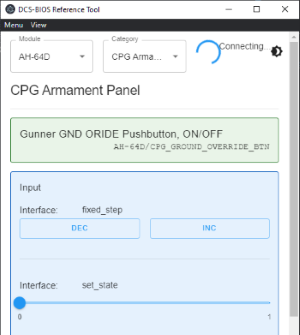 DCS-BIOS Reference Tool
Menu View
Module
AH-64D
Category
CPG Arma...
Connecting...
CPG Armament Panel
Gunner GND ORIDE Pushbutton, ON/OFF
AH-64D/CPG_GROUND_OVERRIDE_BTN
Input
Interface: fixed_step
DEC INC
Interface: set_state
0 1